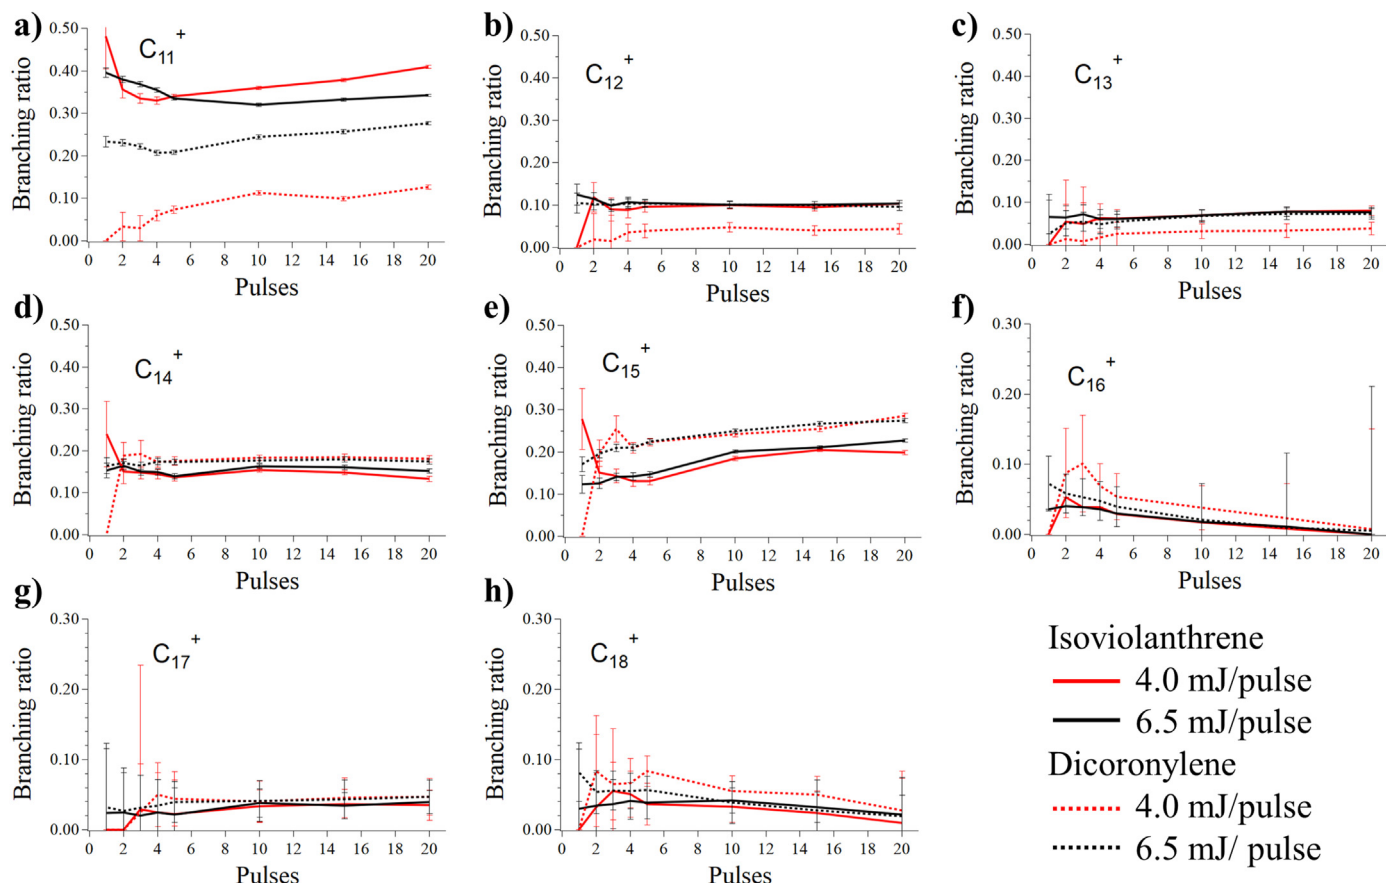 a)
C11+
Branching ratio
0.50
0.40
0.30
0.20
0.10
0.00
0 2 4 6 8 10 12 14 16 18 20
Pulses
b)
C12+
Branching ratio
0.50
0.40
0.30
0.20
0.10
0.00
0 2 4 6 8 10 12 14 16 18 20
Pulses
c)
C13+
Branching ratio
0.50
0.40
0.30
0.20
0.10
0.00
0 2 4 6 8 10 12 14 16 18 20
Pulses
d)
C14+
Branching ratio
0.50
0.40
0.30
0.20
0.10
0.00
0 2 4 6 8 10 12 14 16 18 20
Pulses
e)
C15+
Branching ratio
0.50
0.40
0.30
0.20
0.10
0.00
0 2 4 6 8 10 12 14 16 18 20
Pulses
f)
C16+
Branching ratio
0.30
0.20
0.10
0.00
0 2 4 6 8 10 12 14 16 18 20
Pulses
g)
C17+
Branching ratio
0.30
0.20
0.10
0.00
0 2 4 6 8 10 12 14 16 18 20
Pulses
h)
C18+
Branching ratio
0.30
0.20
0.10
0.00
0 2 4 6 8 10 12 14 16 18 20
Pulses
Isoviolanthrene
4.0 mJ/pulse
6.5 mJ/pulse
Dicoronylene
4.0 mJ/pulse
6.5 mJ/ pulse